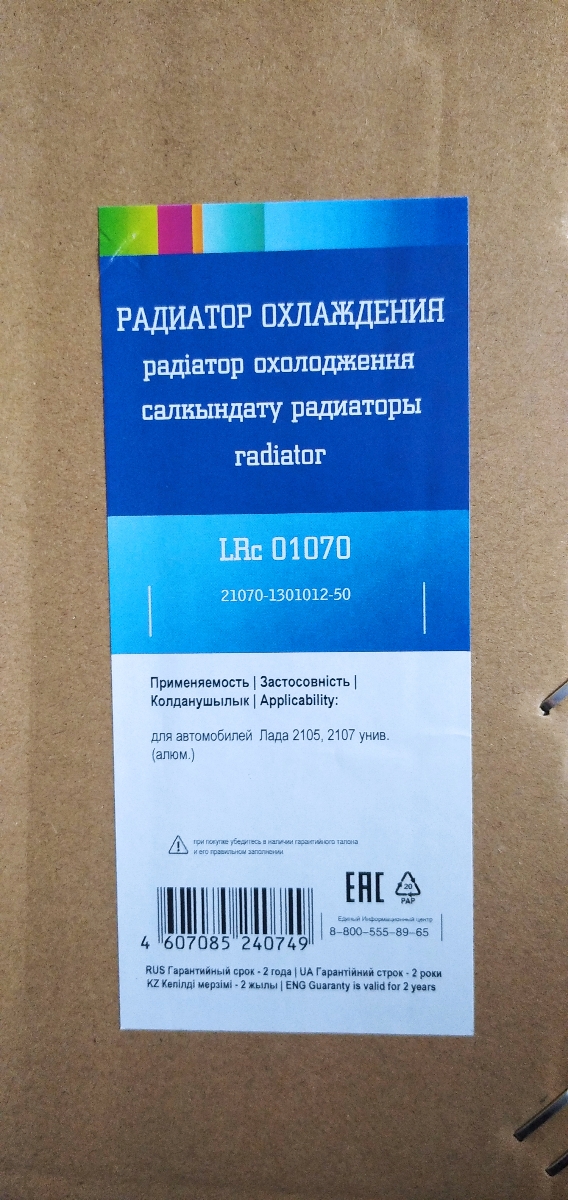 РАДИАТОР ОХЛАЖДЕНИЯ
радіатор охолодження
салкындату радиаторы
radiator
LRc 01070
21070-1301012-50
Применяемость | Застосовність |
Колданушылык | Applicability:
для автомобилей Лада 2105, 2107 унив.
(алюм.)
при покупке убедитесь в наличии гарантийного талона
и его правильном заполнении
EAC
20
PAP
Единый Информационный центр
8-800-555-89-65
4 607085 240749
RUS Гарантийный срок - 2 года | UA Гарантійний строк - 2 роки
KZ Кепілді мерзімі - 2 жылы | ENG Guaranty is valid for 2 years